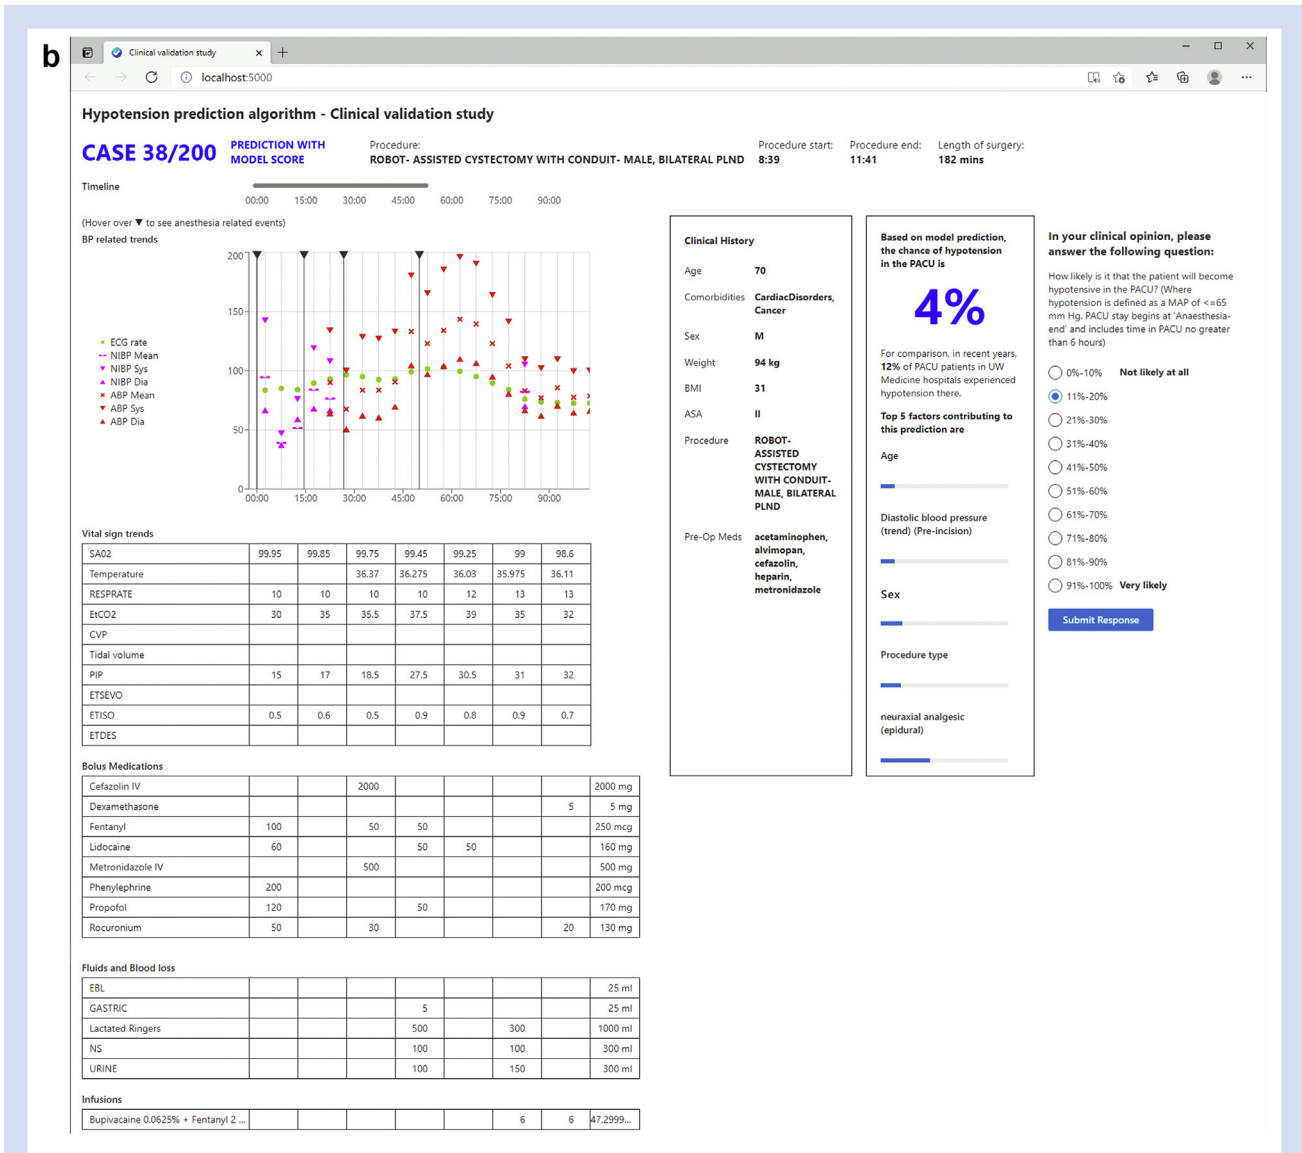 b
Clinical validation study
localhost:5000
Hypotension prediction algorithm - Clinical validation study
CASE 38/200
PREDICTION WITH
MODEL SCORE
Procedure:
ROBOT- ASSISTED CYSTECTOMY WITH CONDUIT- MALE, BILATERAL PLND
Procedure start:
8:39
Procedure end:
11:41
Length of surgery:
182 mins
Timeline
00:00 15:00 30:00 45:00 60:00 75:00 90:00
(Hover over ▼ to see anesthesia related events)
BP related trends
200
150
100
50
0
00:00 15:00 30:00 45:00 60:00 75:00 90:00
ECG rate
NIBP Mean
NIBP Sys
NIBP Dia
ABP Mean
ABP Sys
ABP Dia
Vital sign trends
SA02 99.95 99.85 99.75 99.45 99.25 99 98.6
Temperature 36.37 36.275 36.03 35.975 36.11
RESPRATE 10 10 10 10 12 13 13
EtCO2 30 35 35.5 37.5 39 35 32
CVP
Tidal volume
PIP 15 17 18.5 27.5 30.5 31 32
ETSEVO
ETISO 0.5 0.6 0.5 0.9 0.8 0.9 0.7
ETDES
Bolus Medications
Cefazolin IV 2000 2000 mg
Dexamethasone 5 5 mg
Fentanyl 100 50 50 250 mcg
Lidocaine 60 50 50 160 mg
Metronidazole IV 500 500 mg
Phenylephrine 200 200 mcg
Propofol 120 50 170 mg
Rocuronium 50 30 20 130 mg
Fluids and Blood loss
EBL 25 ml
GASTRIC 5 25 ml
Lactated Ringers 500 300 1000 ml
NS 100 100 300 ml
URINE 100 150 300 ml
Infusions
Bupivacaine 0.0625% + Fentanyl 2 ... 6 6 47.2999...
Clinical History
Age 70
Comorbidities CardiacDisorders,
Cancer
Sex M
Weight 94 kg
BMI 31
ASA II
Procedure ROBOT-
ASSISTED
CYSTECTOMY
WITH CONDUIT-
MALE, BILATERAL
PLND
Pre-Op Meds acetaminophen,
alvimopan,
cefazolin,
heparin,
metronidazole
Based on model prediction,
the chance of hypotension
in the PACU is
4%
For comparison, in recent years,
12% of PACU patients in UW
Medicine hospitals experienced
hypotension there.
Top 5 factors contributing to
this prediction are
Age
Diastolic blood pressure
(trend) (Pre-incision)
Sex
Procedure type
neuraxial analgesic
(epidural)
In your clinical opinion, please
answer the following question:
How likely is it that the patient will become
hypotensive in the PACU? (Where
hypotension is defined as a MAP of <=65
mm Hg. PACU stay begins at 'Anaesthesia-
end' and includes time in PACU no greater
than 6 hours)
0%-10% Not likely at all
11%-20%
21%-30%
31%-40%
41%-50%
51%-60%
61%-70%
71%-80%
81%-90%
91%-100% Very likely
Submit Response